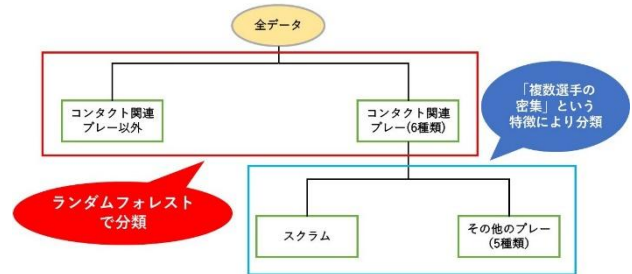 全データ
コンタクト関連
プレー以外
コンタクト関連
プレー(6種類)
「複数選手の
密集」という
特徴により分類
ランダムフォレスト
で分類
スクラム
その他のプレー
(5種類)